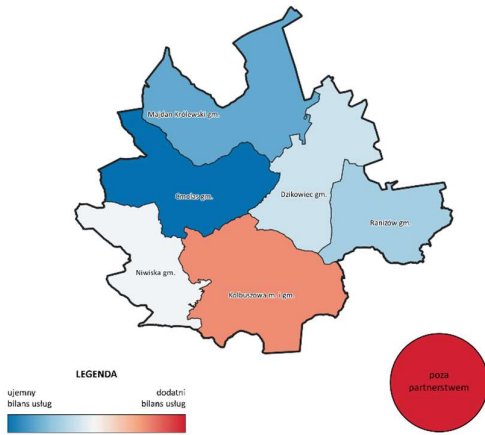 Majdan Królewski gm.
Cmolas gm.
Dzikowiec gm.
Raniżów gm.
Niwiska gm.
Kolbuszowa m. i gm.
LEGENDA
ujemny
bilans usług
dodatni
bilans usług
poza
partnerstwem